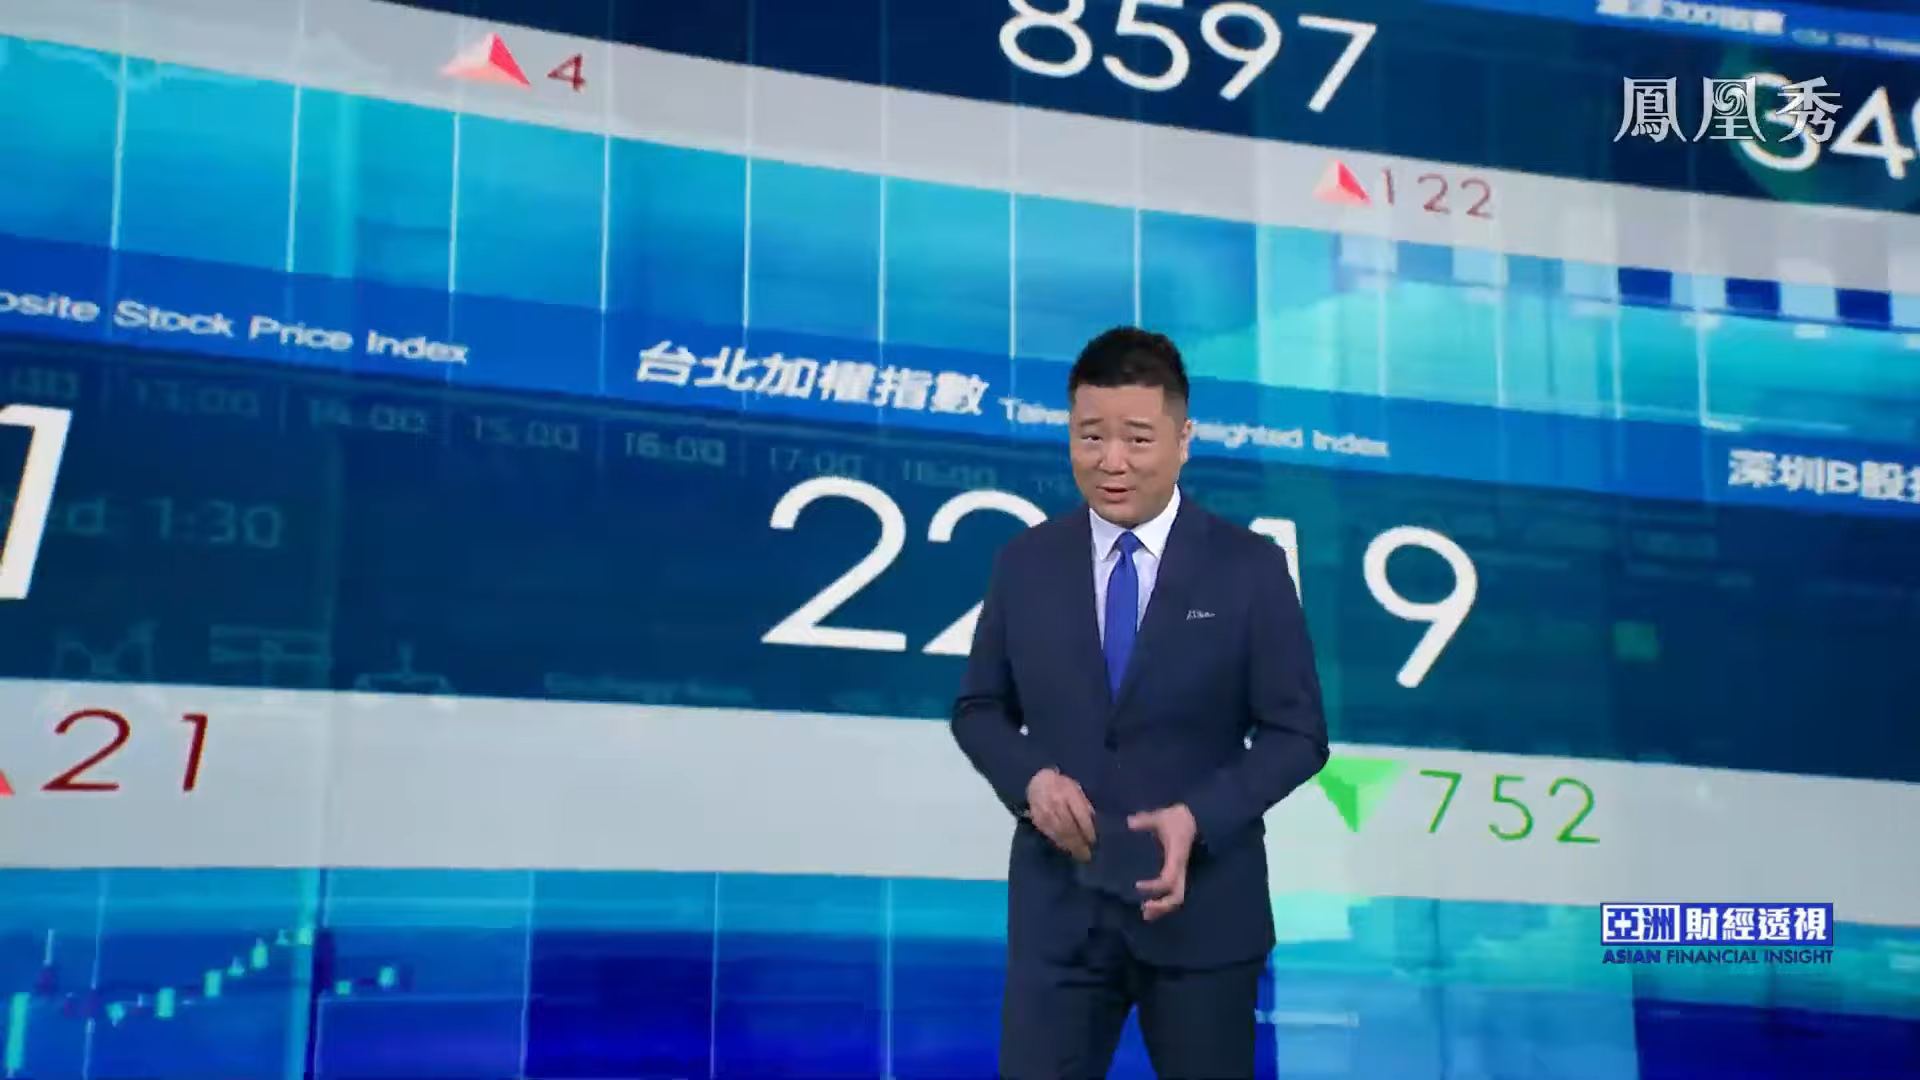 4
8597
鳳凰秀
122
Stock Price Index
台北加權指數
eighted Index
13:00
14:00
15:00
16:00
17:00
18:00
深圳B股
1:30
22
19
21
752
亞洲財經透視
ASIAN FINANCIAL INSIGHT